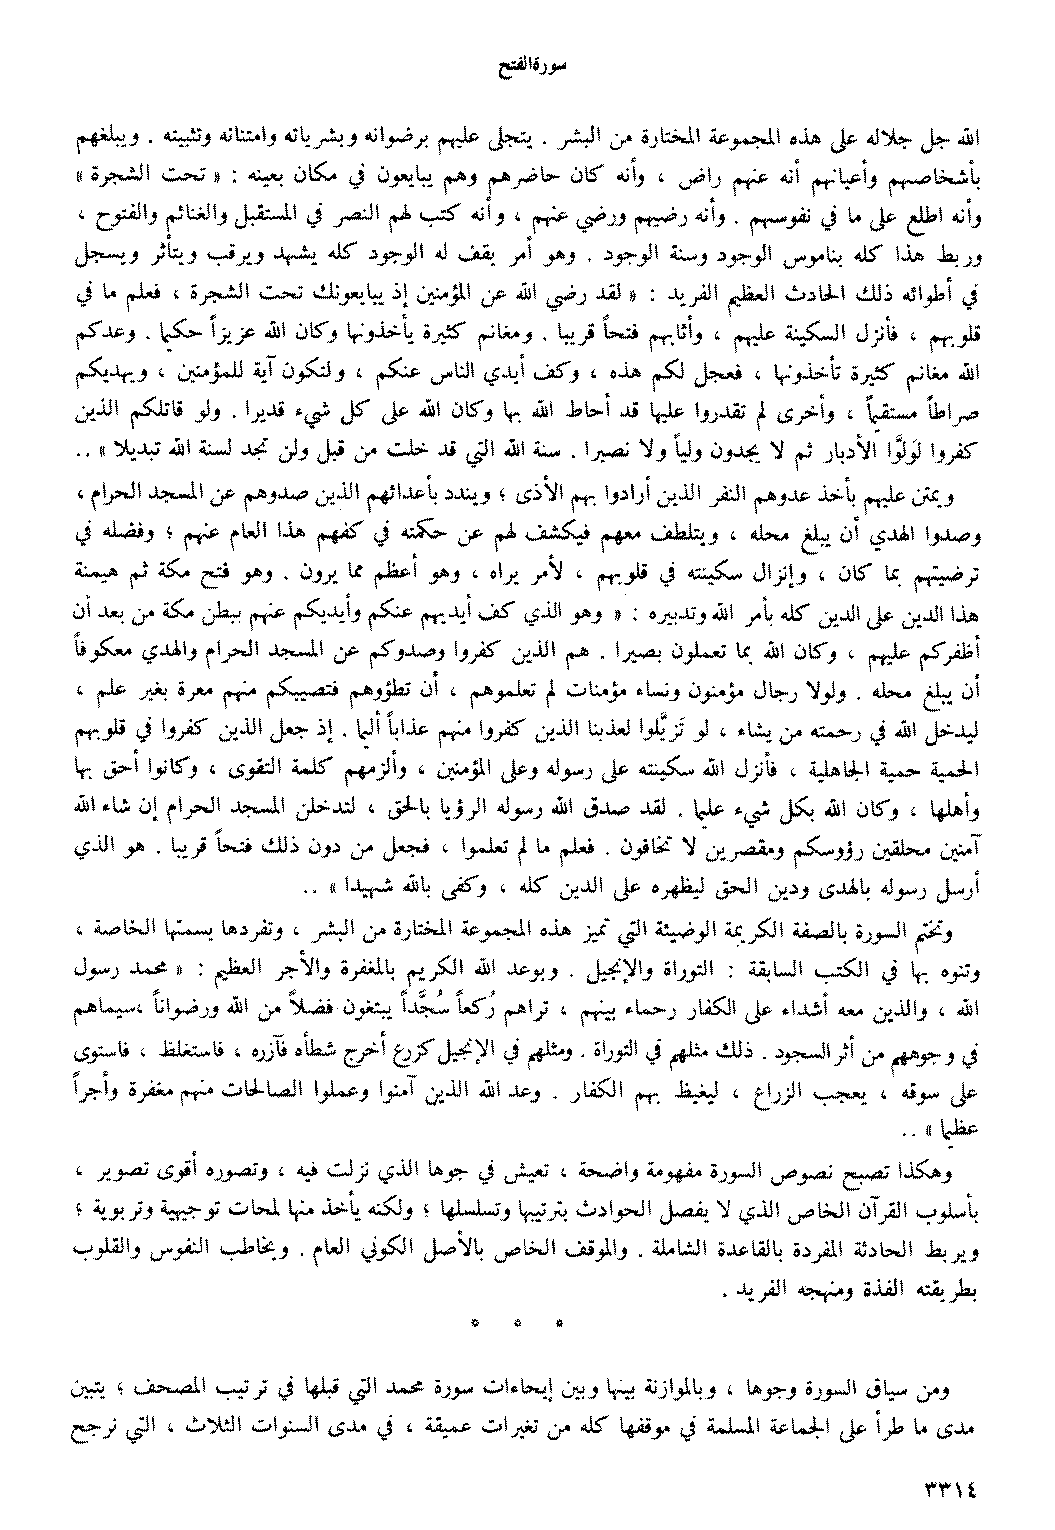 سورة الفتح
الله جل جلاله على هذه المجموعة المختارة من البشر . يتجلى عليهم برضوانه وبشرياته وامتنانه وتثبيته . ويبلغهم
بأشخاصهم وأعيانهم أنه عنهم راض ، وأنه كان حاضرهم وهم يبايعون في مكان بعينه : « تحت الشجرة »
وأنه اطلع على ما في نفوسهم . وأنه رضيهم ورضي عنهم ، وأنه كتب لهم النصر في المستقبل والغنائم والفتوح ،
وربط هذا كله بناموس الوجود وسنة الوجود . وهو أمر يقف له الوجود كله يشهد ويرقب ويتأثر ويسجل
في أطوائه ذلك الحادث العظيم الفريد : « لقد رضي الله عن المؤمنين إذ يبايعونك تحت الشجرة ، فعلم ما في
قلوبهم ، فأنزل السكينة عليهم ، وأثابهم فتحاً قريبا . ومغانم كثيرة يأخذونها وكان الله عزيزاً حكيما . وعدكم
الله مغانم كثيرة تأخذونها ، فعجل لكم هذه ، وكف أيدي الناس عنكم ، ولتكون آية للمؤمنين ، ويهديكم
صراطاً مستقيماً ، وأخرى لم تقدروا عليها قد أحاط الله بها وكان الله على كل شيء قديرا . ولو قاتلكم الذين
كفروا لَولَّوُا الأدبار ثم لا يجدون ولياً ولا نصيرا . سنة الله التي قد خلت من قبل ولن تجد لسنة الله تبديلا » ..
ويمتن عليهم بأخذ عدوهم النفر الذين أرادوا بهم الأذى ؛ ويندد بأعدائهم الذين صدوهم عن المسجد الحرام ،
وصدوا الهدي أن يبلغ محله ، ويتلطف معهم فيكشف لهم عن حكمته في كفهم هذا العام عنهم ؛ وفضله في
ترضيتهم بما كان ، وإنزال سكينته في قلوبهم ، لأمر يراه ، وهو أعظم مما يرون . وهو فتح مكة ثم هيمنة
هذا الدين على الدين كله بأمر الله وتدبيره : « وهو الذي كف أيديهم عنكم وأيديكم عنهم ببطن مكة من بعد أن
أظفركم عليهم ، وكان الله بما تعملون بصيرا . هم الذين كفروا وصدوكم عن المسجد الحرام والهدي معكوفاً
أن يبلغ محله . ولولا رجال مؤمنون ونساء مؤمنات لم تعلموهم ، أن تطؤوهم فتصيبكم منهم معرة بغير علم ،
ليدخل الله في رحمته من يشاء ، لو تَزَيَّلوا لعذبنا الذين كفروا منهم عذاباً أليما . إذ جعل الذين كفروا في قلوبهم
الحمية حمية الجاهلية ، فأنزل الله سكينته على رسوله وعلى المؤمنين ، وألزمهم كلمة التقوى ، وكانوا أحق بها
وأهلها ، وكان الله بكل شيء عليما . لقد صدق الله رسوله الرؤيا بالحق ، لتدخلن المسجد الحرام إن شاء الله
آمنين محلقين رؤوسكم ومقصرين لا تخافون . فعلم ما لم تعلموا ، فجعل من دون ذلك فتحاً قريبا . هو الذي
أرسل رسوله بالهدى ودين الحق ليظهره على الدين كله ، وكفى بالله شهيدا » ..
وتختم السورة بالصفة الكريمة الوضيئة التي تميز هذه المجموعة المختارة من البشر ، وتفردها بسمتها الخاصة ،
وتنوه بها في الكتب السابقة : التوراة والإنجيل . وبوعد الله الكريم بالمغفرة والأجر العظيم : « محمد رسول
الله ، والذين معه أشداء على الكفار رحماء بينهم ، تراهم رُكعاً سُجَّداً يبتغون فضلاً من الله ورضواناً ،سيماهم
في وجوههم من أثر السجود . ذلك مثلهم في التوراة . ومثلهم في الإنجيل كزرع أخرج شطأه فآزره ، فاستغلظ ، فاستوى
على سوقه ، يعجب الزراع ، ليغيظ بهم الكفار . وعد الله الذين آمنوا وعملوا الصالحات منهم مغفرة وأجراً
عظيما » ..
وهكذا تصبح نصوص السورة مفهومة واضحة ، تعيش في جوها الذي نزلت فيه ، وتصوره أقوى تصوير ،
بأسلوب القرآن الخاص الذي لا يفصل الحوادث بترتيبها وتسلسلها ؛ ولكنه يأخذ منها لمحات توجيهية وتربوية ؛
ويربط الحادثة المفردة بالقاعدة الشاملة . والموقف الخاص بالأصل الكوني العام . ويخاطب النفوس والقلوب
بطريقته الفذة ومنهجه الفريد .
* * *
ومن سياق السورة وجوها ، وبالموازنة بينها وبين إيحاءات سورة محمد التي قبلها في ترتيب المصحف ؛ يتبين
مدى ما طرأ على الجماعة المسلمة في موقفها كله من تغيرات عميقة ، في مدى السنوات الثلاث ، التي نرجح
٣٣١٤